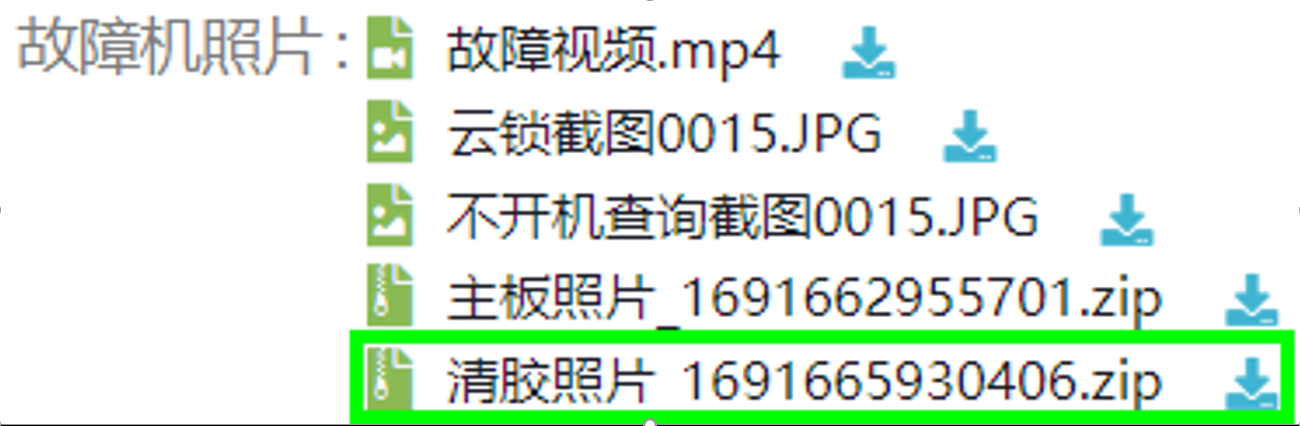 故障机照片: 故障视频.mp4
云锁截图0015.JPG
不开机查询截图0015.JPG
主板照片_1691662955701.zip
清胶照片_1691665930406.zip